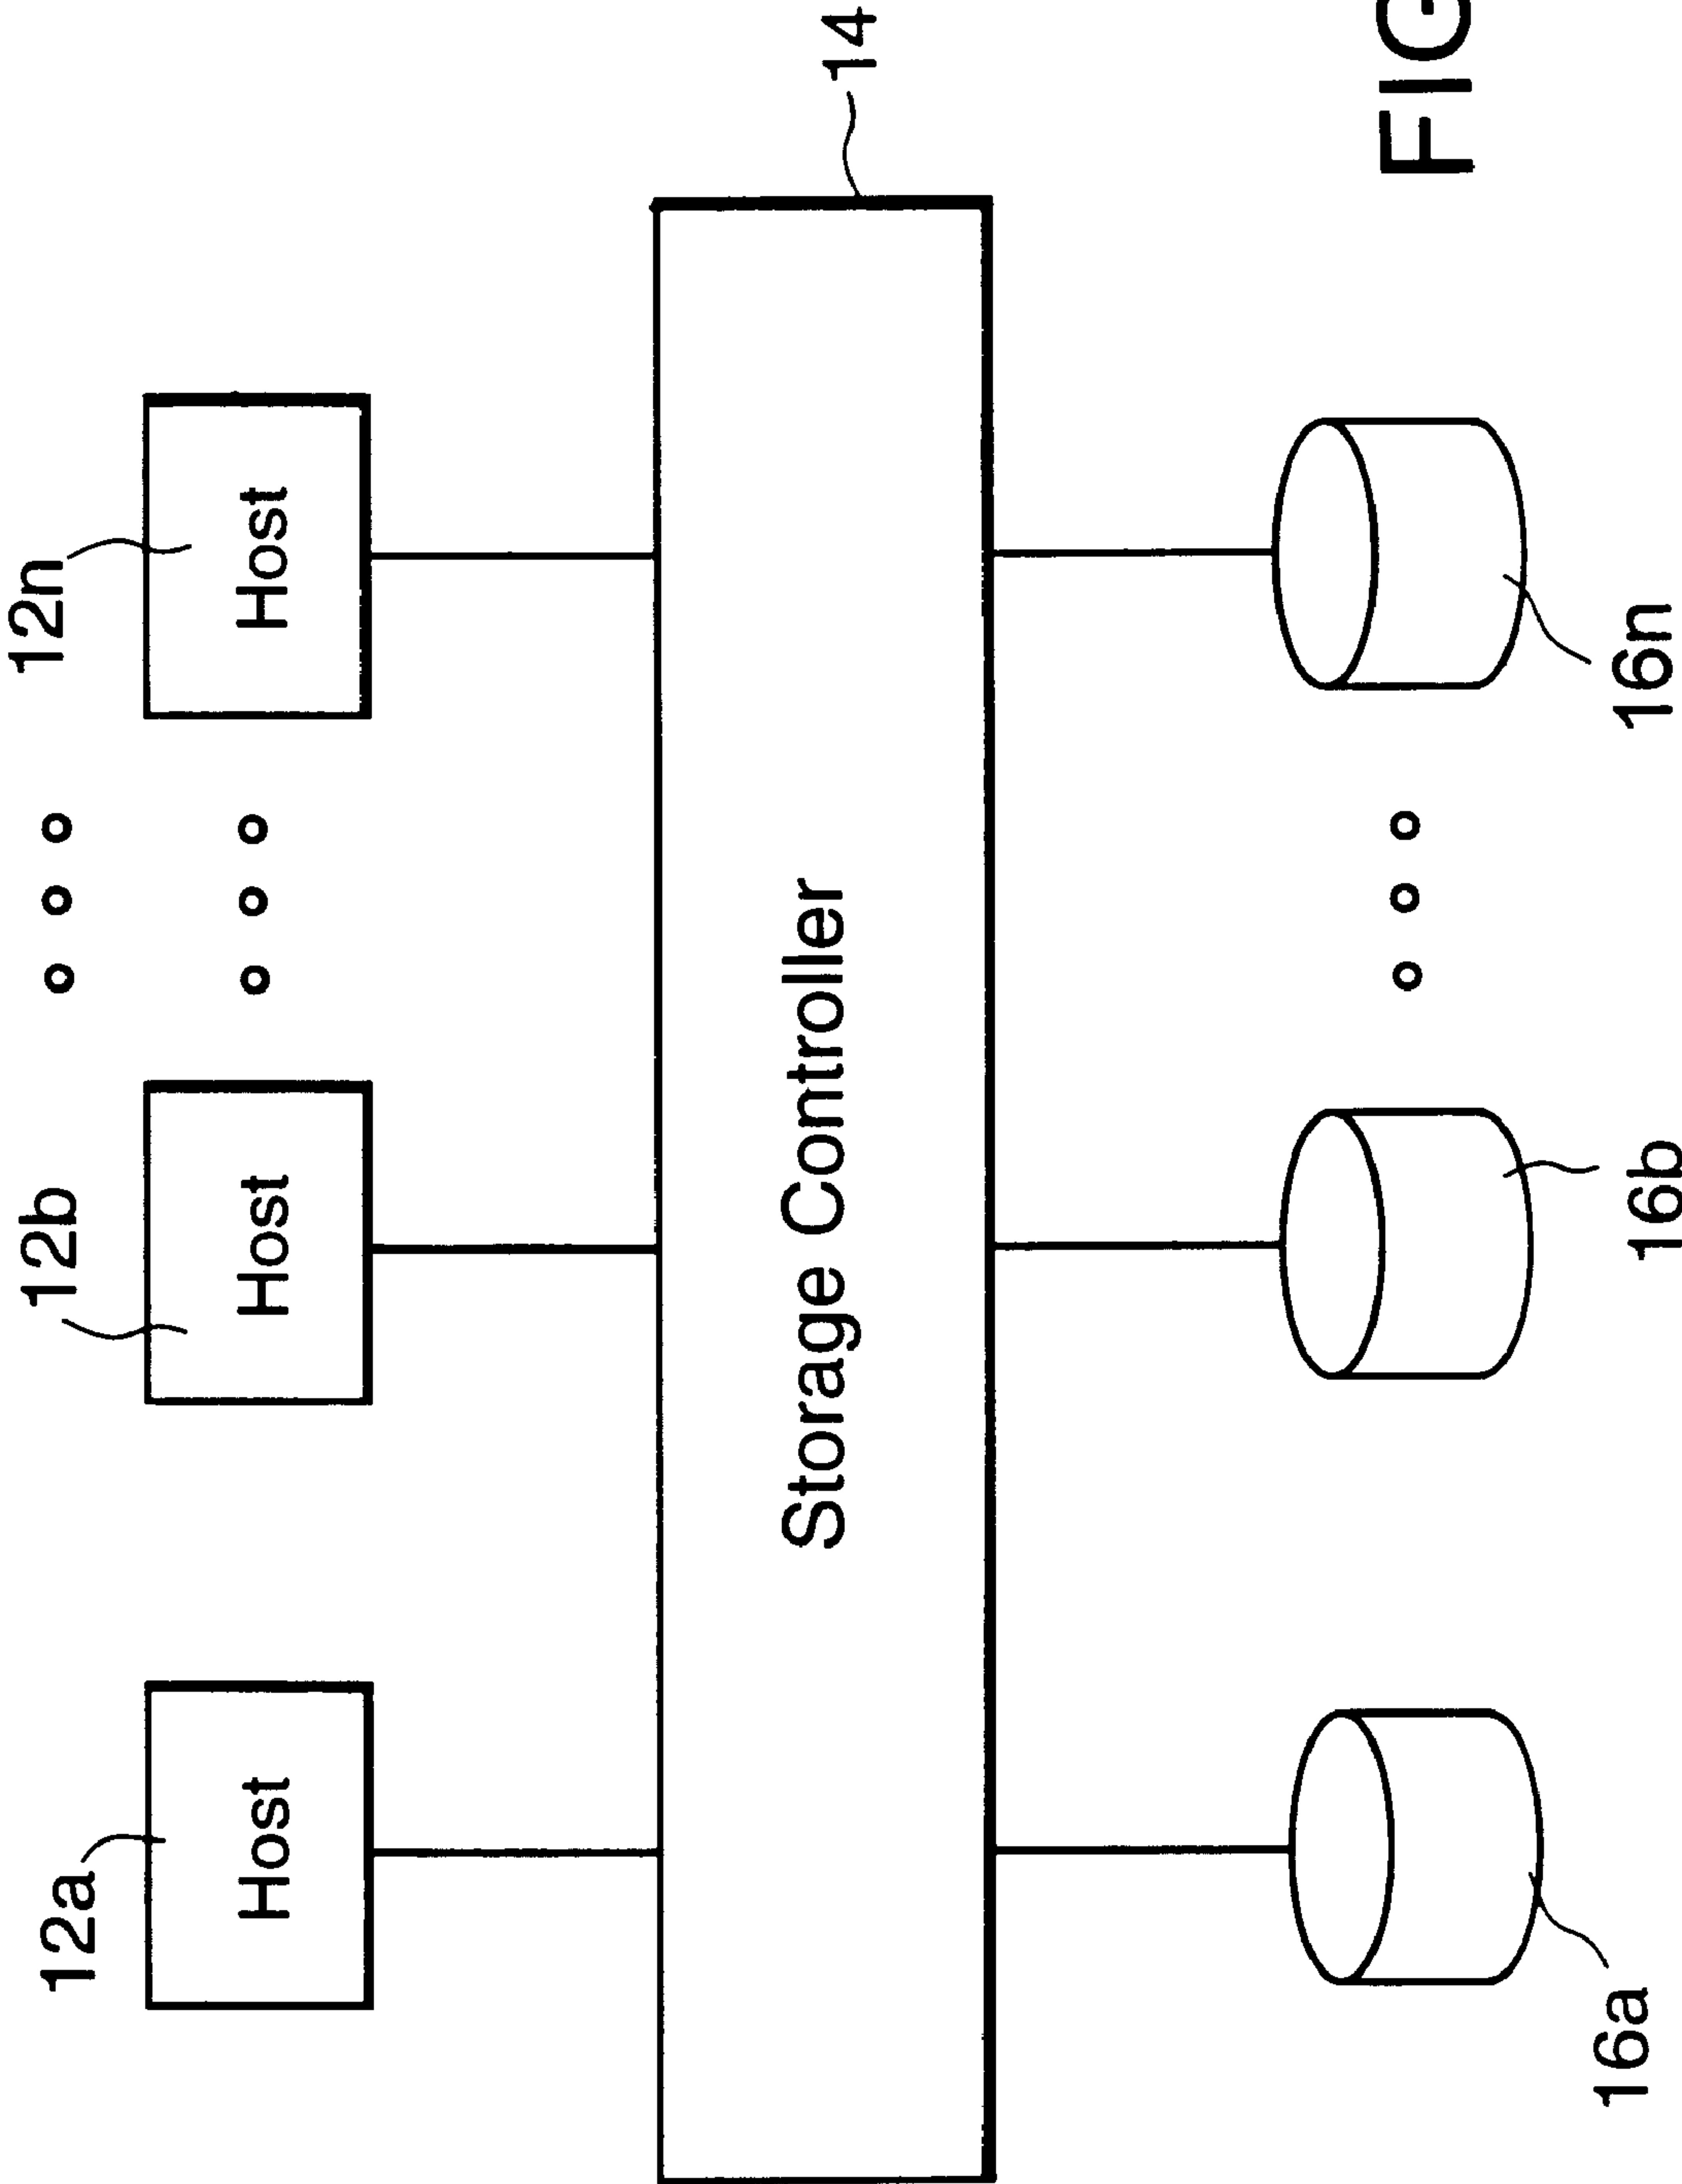 12a 12b 12n
Host Host Host
Storage Controller
14
16a 16b 16n
FIG